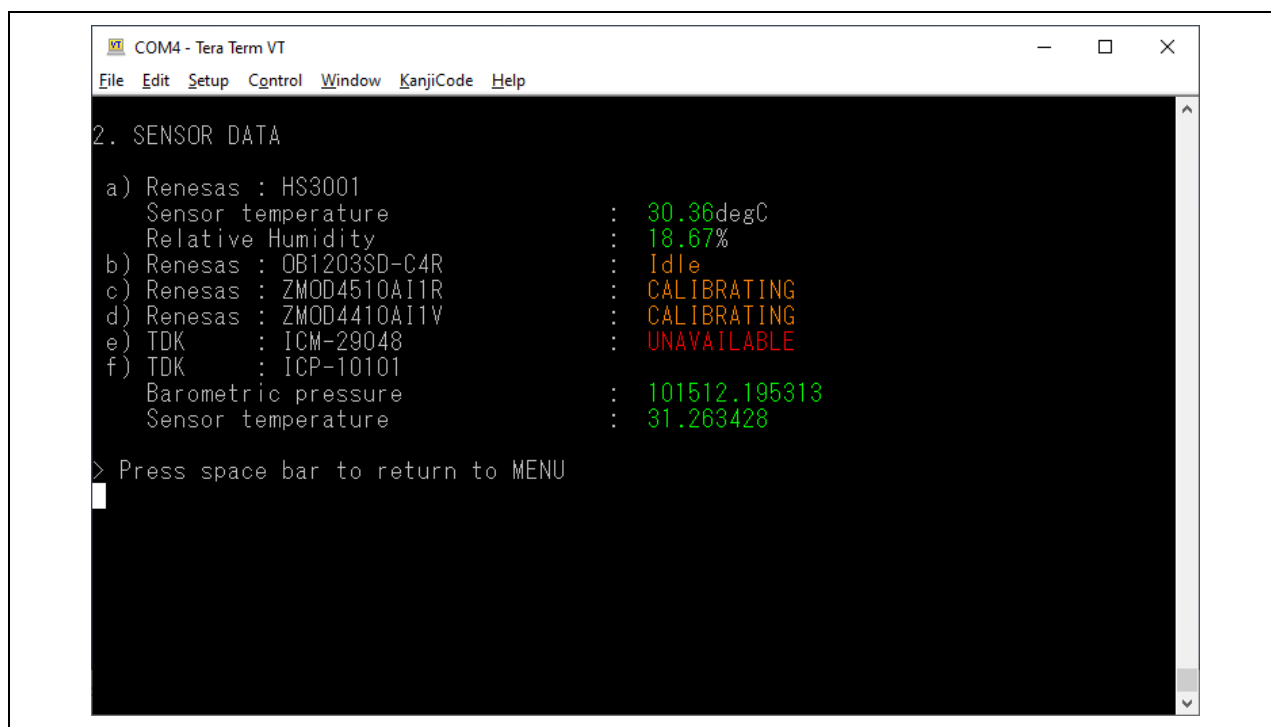 COM4 - Tera Term VT
File Edit Setup Control Window KanjiCode Help
2. SENSOR DATA
a) Renesas : HS3001
Sensor temperature : 30.36degC
Relative Humidity : 18.67%
b) Renesas : OB1203SD-C4R : Idle
c) Renesas : ZMOD4510AI1R : CALIBRATING
d) Renesas : ZMOD4410AI1V : CALIBRATING
e) TDK : ICM-29048 : UNAVAILABLE
f) TDK : ICP-10101
Barometric pressure : 101512.195313
Sensor temperature : 31.263428
> Press space bar to return to MENU